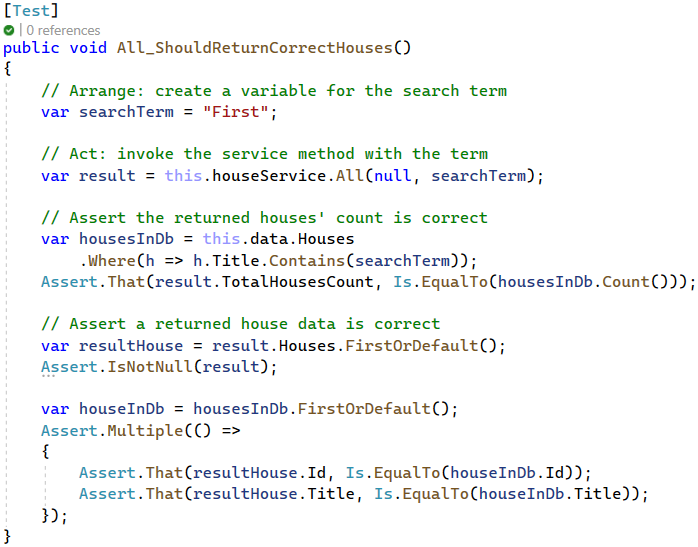 [Test]
| 0 references
public void All_ShouldReturnCorrectHouses()
{
// Arrange: create a variable for the search term
var searchTerm = "First";
// Act: invoke the service method with the term
var result = this.houseService.All(null, searchTerm);
// Assert the returned houses' count is correct
var housesInDb = this.data.Houses
.Where(h => h.Title.Contains(searchTerm));
Assert.That(result.TotalHousesCount, Is.EqualTo(housesInDb.Count()));
// Assert a returned house data is correct
var resultHouse = result.Houses.FirstOrDefault();
Assert.IsNotNull(result);
var houseInDb = housesInDb.FirstOrDefault();
Assert.Multiple(() =>
{
Assert.That(resultHouse.Id, Is.EqualTo(houseInDb.Id));
Assert.That(resultHouse.Title, Is.EqualTo(houseInDb.Title));
});
}